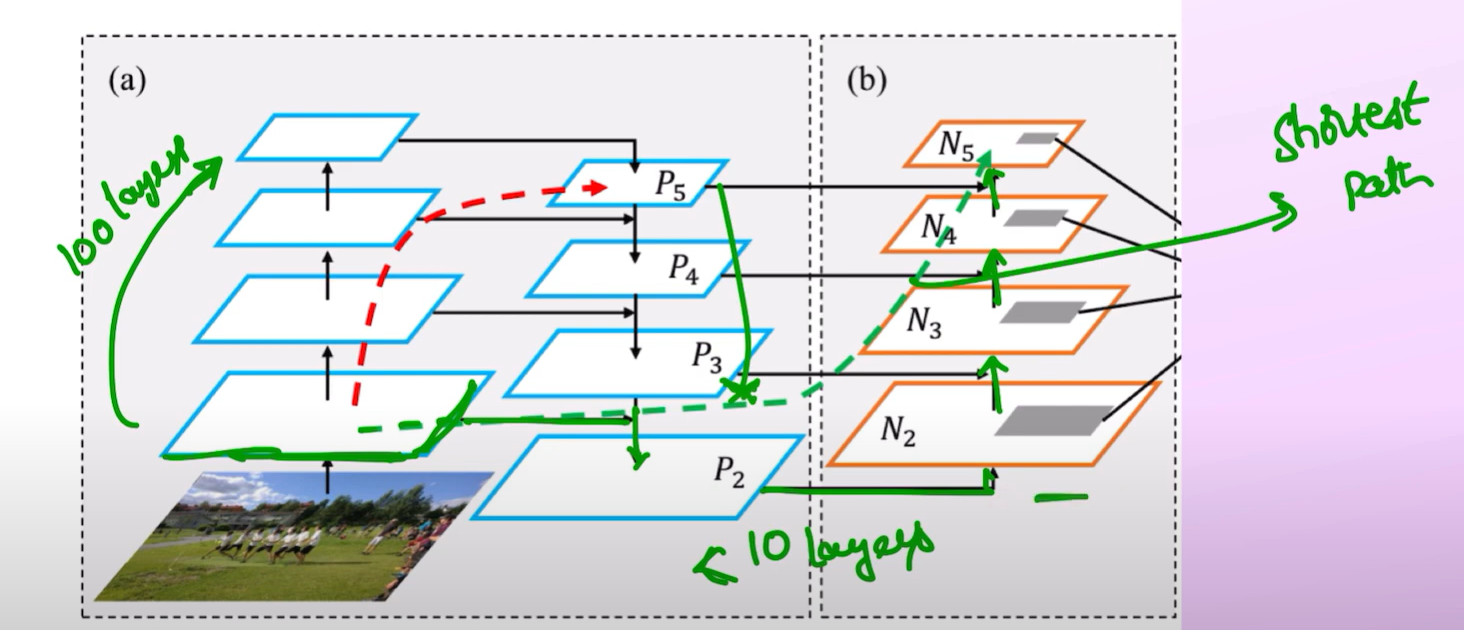 (a)
(b)
100 layers
P5
P4
P3
P2
N5
N4
N3
N2
Shortest
path
< 10 layers